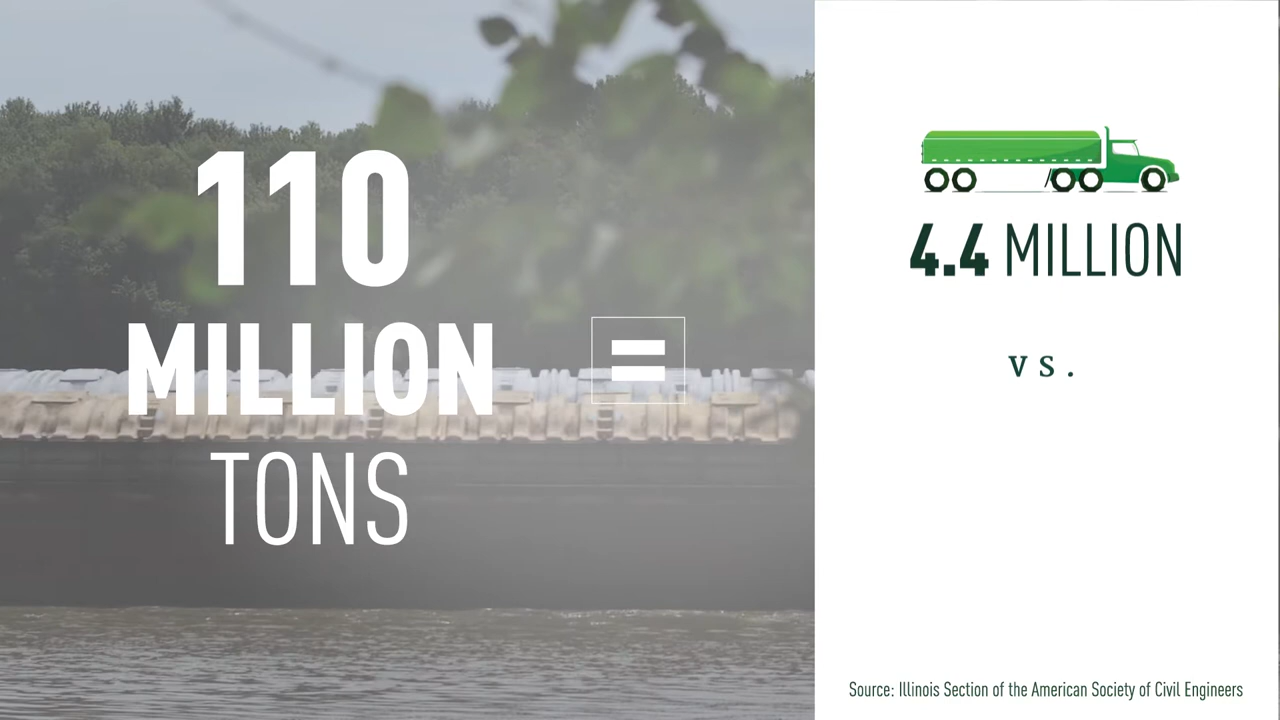 110
MILLION
TONS
=
4.4 MILLION
vs.
Source: Illinois Section of the American Society of Civil Engineers